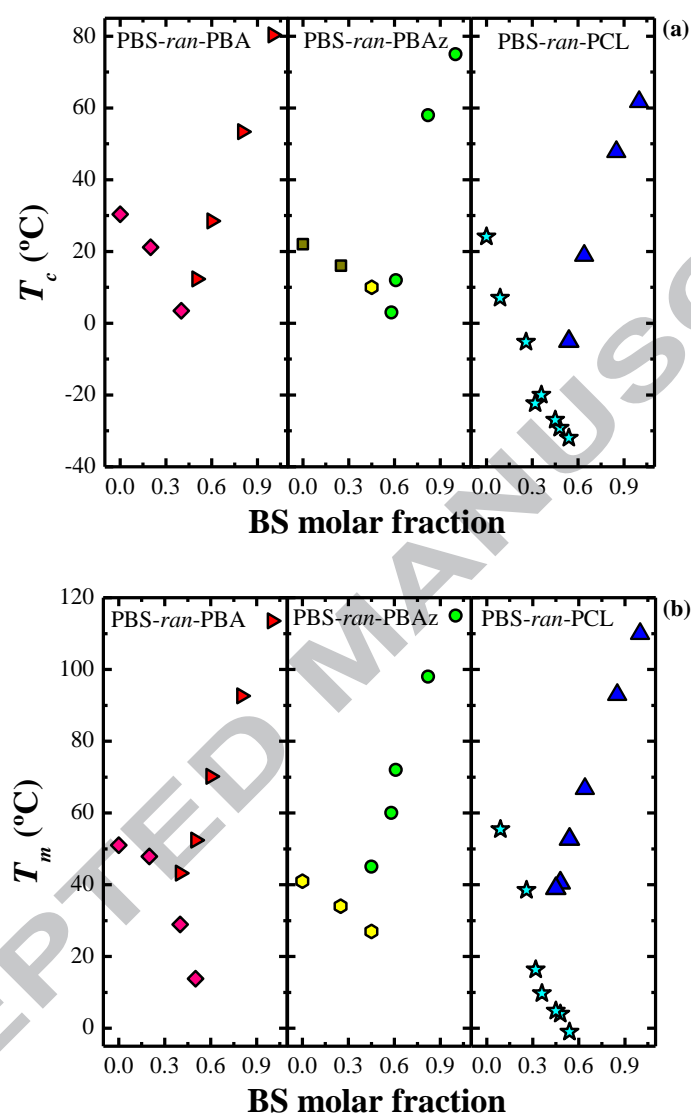 (a)
PBS-ran-PBA PBS-ran-PBAz PBS-ran-PCL
80
60
40
20
0
-20
-40
T_c (ºC)
0.0 0.3 0.6 0.9 0.0 0.3 0.6 0.9 0.0 0.3 0.6 0.9
BS molar fraction
(b)
PBS-ran-PBA PBS-ran-PBAz PBS-ran-PCL
120
100
80
60
40
20
0
T_m (ºC)
0.0 0.3 0.6 0.9 0.0 0.3 0.6 0.9 0.0 0.3 0.6 0.9
BS molar fraction
EPTED MANUSC